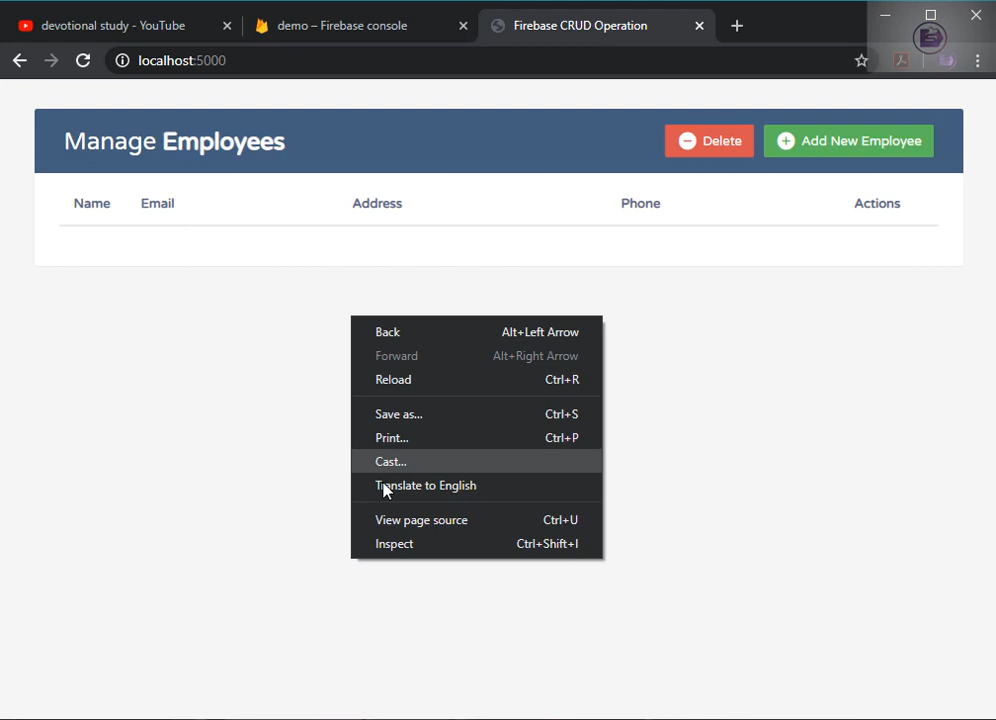 devotional study - YouTube
demo – Firebase console
Firebase CRUD Operation
localhost:5000
Manage Employees
Delete
Add New Employee
Name Email Address Phone Actions
Back Alt+Left Arrow
Forward Alt+Right Arrow
Reload Ctrl+R
Save as... Ctrl+S
Print... Ctrl+P
Cast...
Translate to English
View page source Ctrl+U
Inspect Ctrl+Shift+I